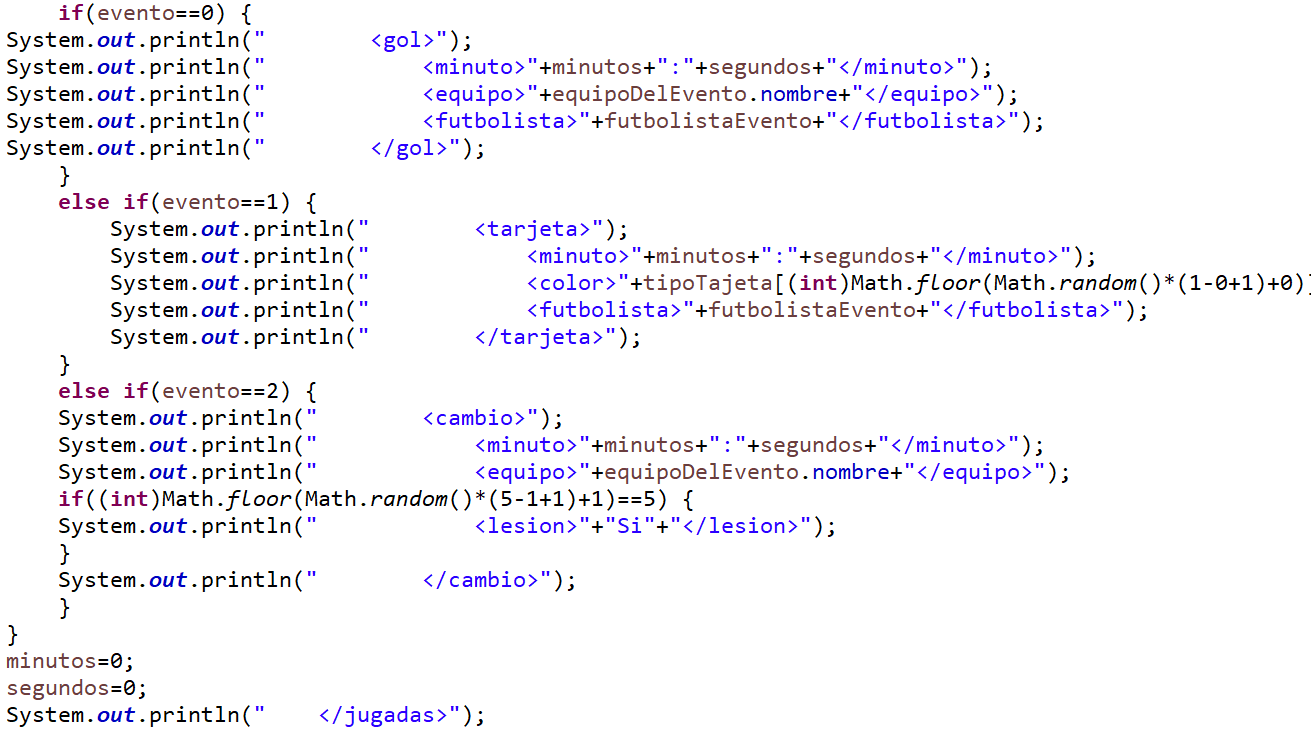 if(evento==0) {
System.out.println("        <gol>");
System.out.println("            <minuto>"+minutos+":"+segundos+"</minuto>");
System.out.println("            <equipo>"+equipoDelEvento.nombre+"</equipo>");
System.out.println("            <futbolista>"+futbolistaEvento+"</futbolista>");
System.out.println("        </gol>");
    }
    else if(evento==1) {
        System.out.println("        <tarjeta>");
        System.out.println("            <minuto>"+minutos+":"+segundos+"</minuto>");
        System.out.println("            <color>"+tipoTajeta[(int)Math.floor(Math.random()*(1-0+1)+0)]
        System.out.println("            <futbolista>"+futbolistaEvento+"</futbolista>");
        System.out.println("        </tarjeta>");
    }
    else if(evento==2) {
    System.out.println("        <cambio>");
    System.out.println("            <minuto>"+minutos+":"+segundos+"</minuto>");
    System.out.println("            <equipo>"+equipoDelEvento.nombre+"</equipo>");
    if((int)Math.floor(Math.random()*(5-1+1)+1)==5) {
    System.out.println("            <lesion>"+"Si"+"</lesion>");
    }
    System.out.println("        </cambio>");
    }
}
minutos=0;
segundos=0;
System.out.println("    </jugadas>");